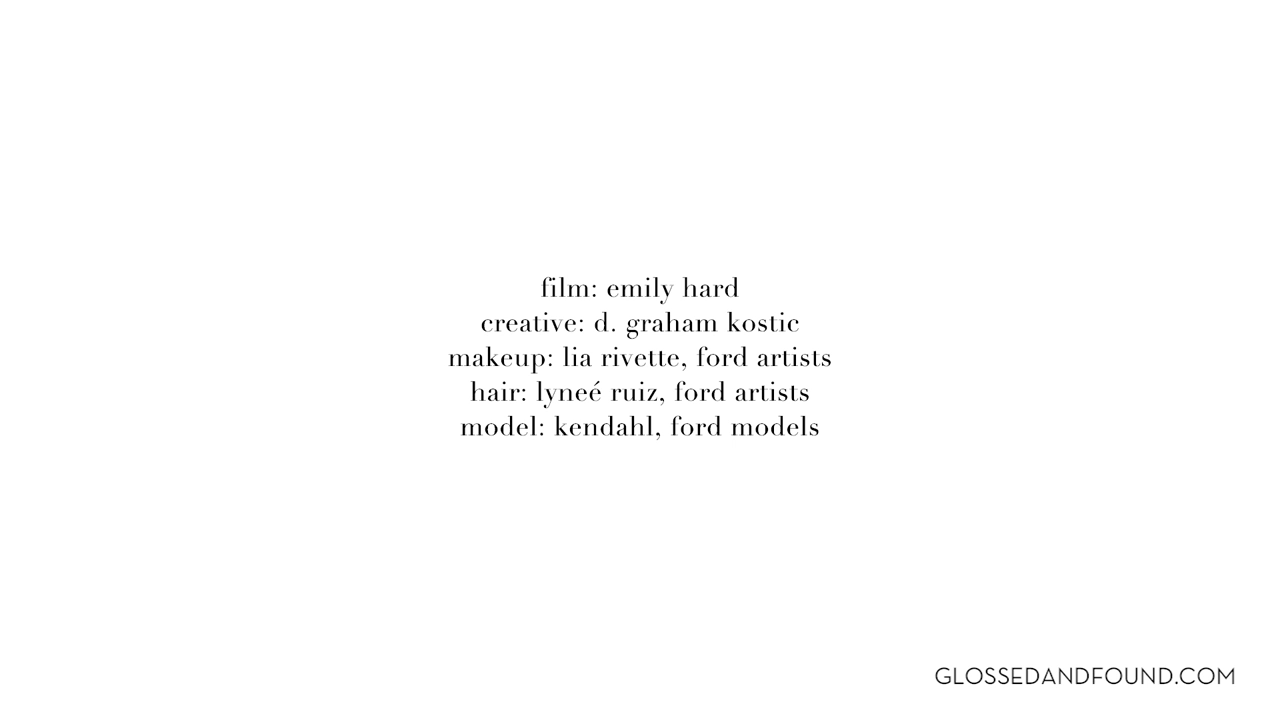 film: emily hard
creative: d. graham kostic
makeup: lia rivette, ford artists
hair: lyneé ruiz, ford artists
model: kendahl, ford models
GLOSSEDANDFOUND.COM